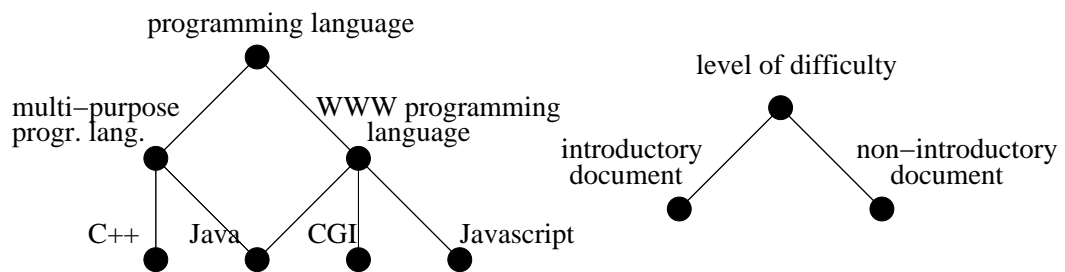 programming language
multi−purpose
progr. lang.
WWW programming
language
C++
Java
CGI
Javascript
level of difficulty
introductory
document
non−introductory
document